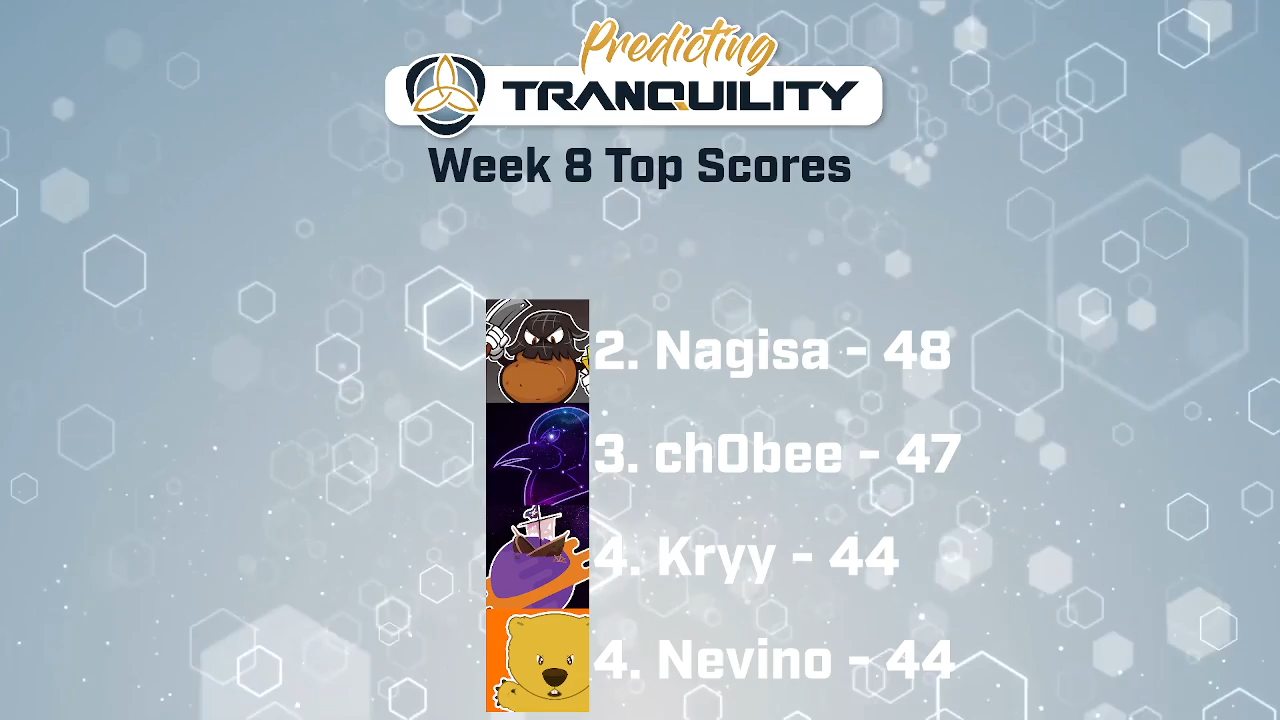 Predicting
TRANQUILITY
Week 8 Top Scores
2. Nagisa - 48
3. ch0bee - 47
4. Kryy - 44
4. Nevino - 44